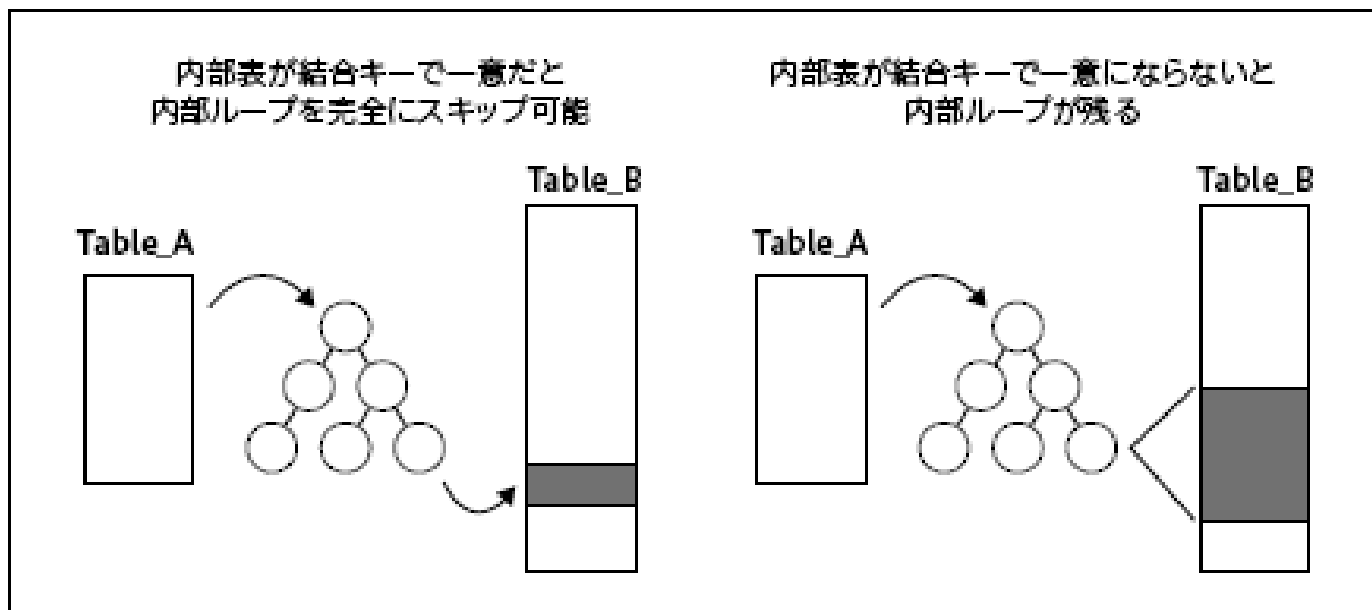 内部表が結合キーで一意だと
内部ループを完全にスキップ可能
Table_A
Table_B
内部表が結合キーで一意にならないと
内部ループが残る
Table_A
Table_B